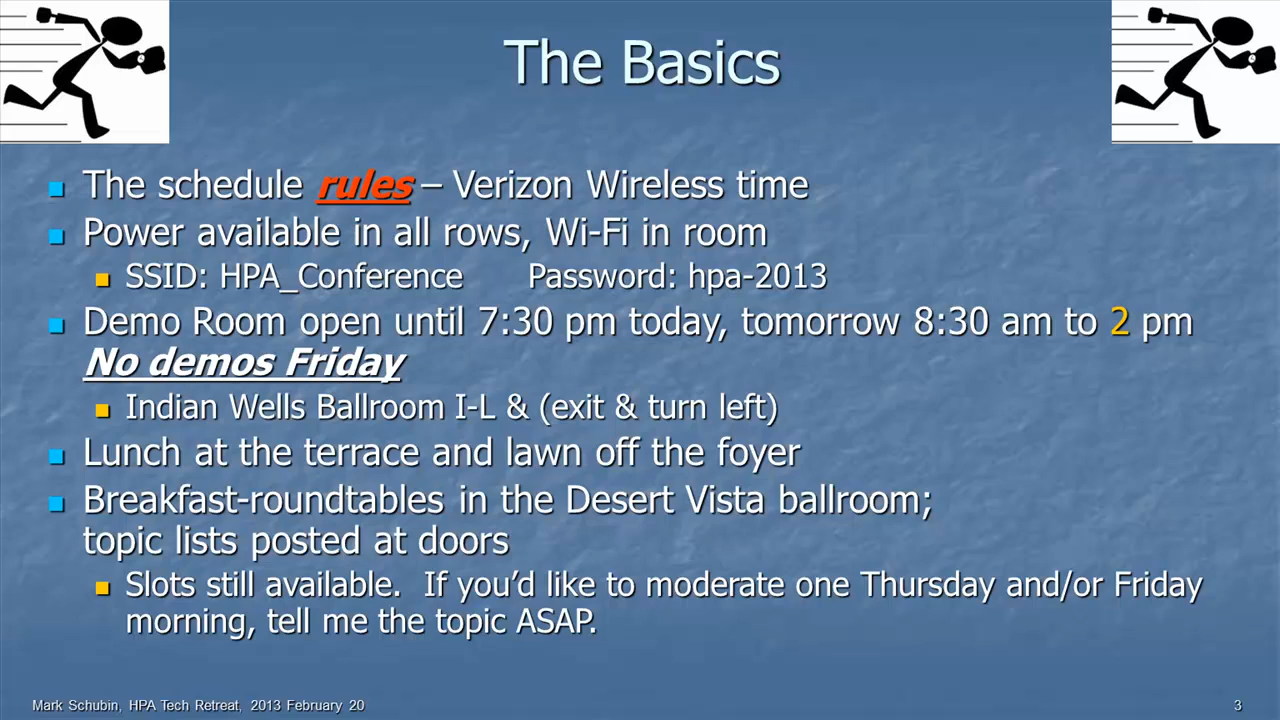 The Basics
The schedule rules – Verizon Wireless time
Power available in all rows, Wi-Fi in room
SSID: HPA_Conference Password: hpa-2013
Demo Room open until 7:30 pm today, tomorrow 8:30 am to 2 pm
No demos Friday
Indian Wells Ballroom I-L & (exit & turn left)
Lunch at the terrace and lawn off the foyer
Breakfast-roundtables in the Desert Vista ballroom;
topic lists posted at doors
Slots still available. If you’d like to moderate one Thursday and/or Friday
morning, tell me the topic ASAP.
Mark Schubin, HPA Tech Retreat, 2013 February 20
3